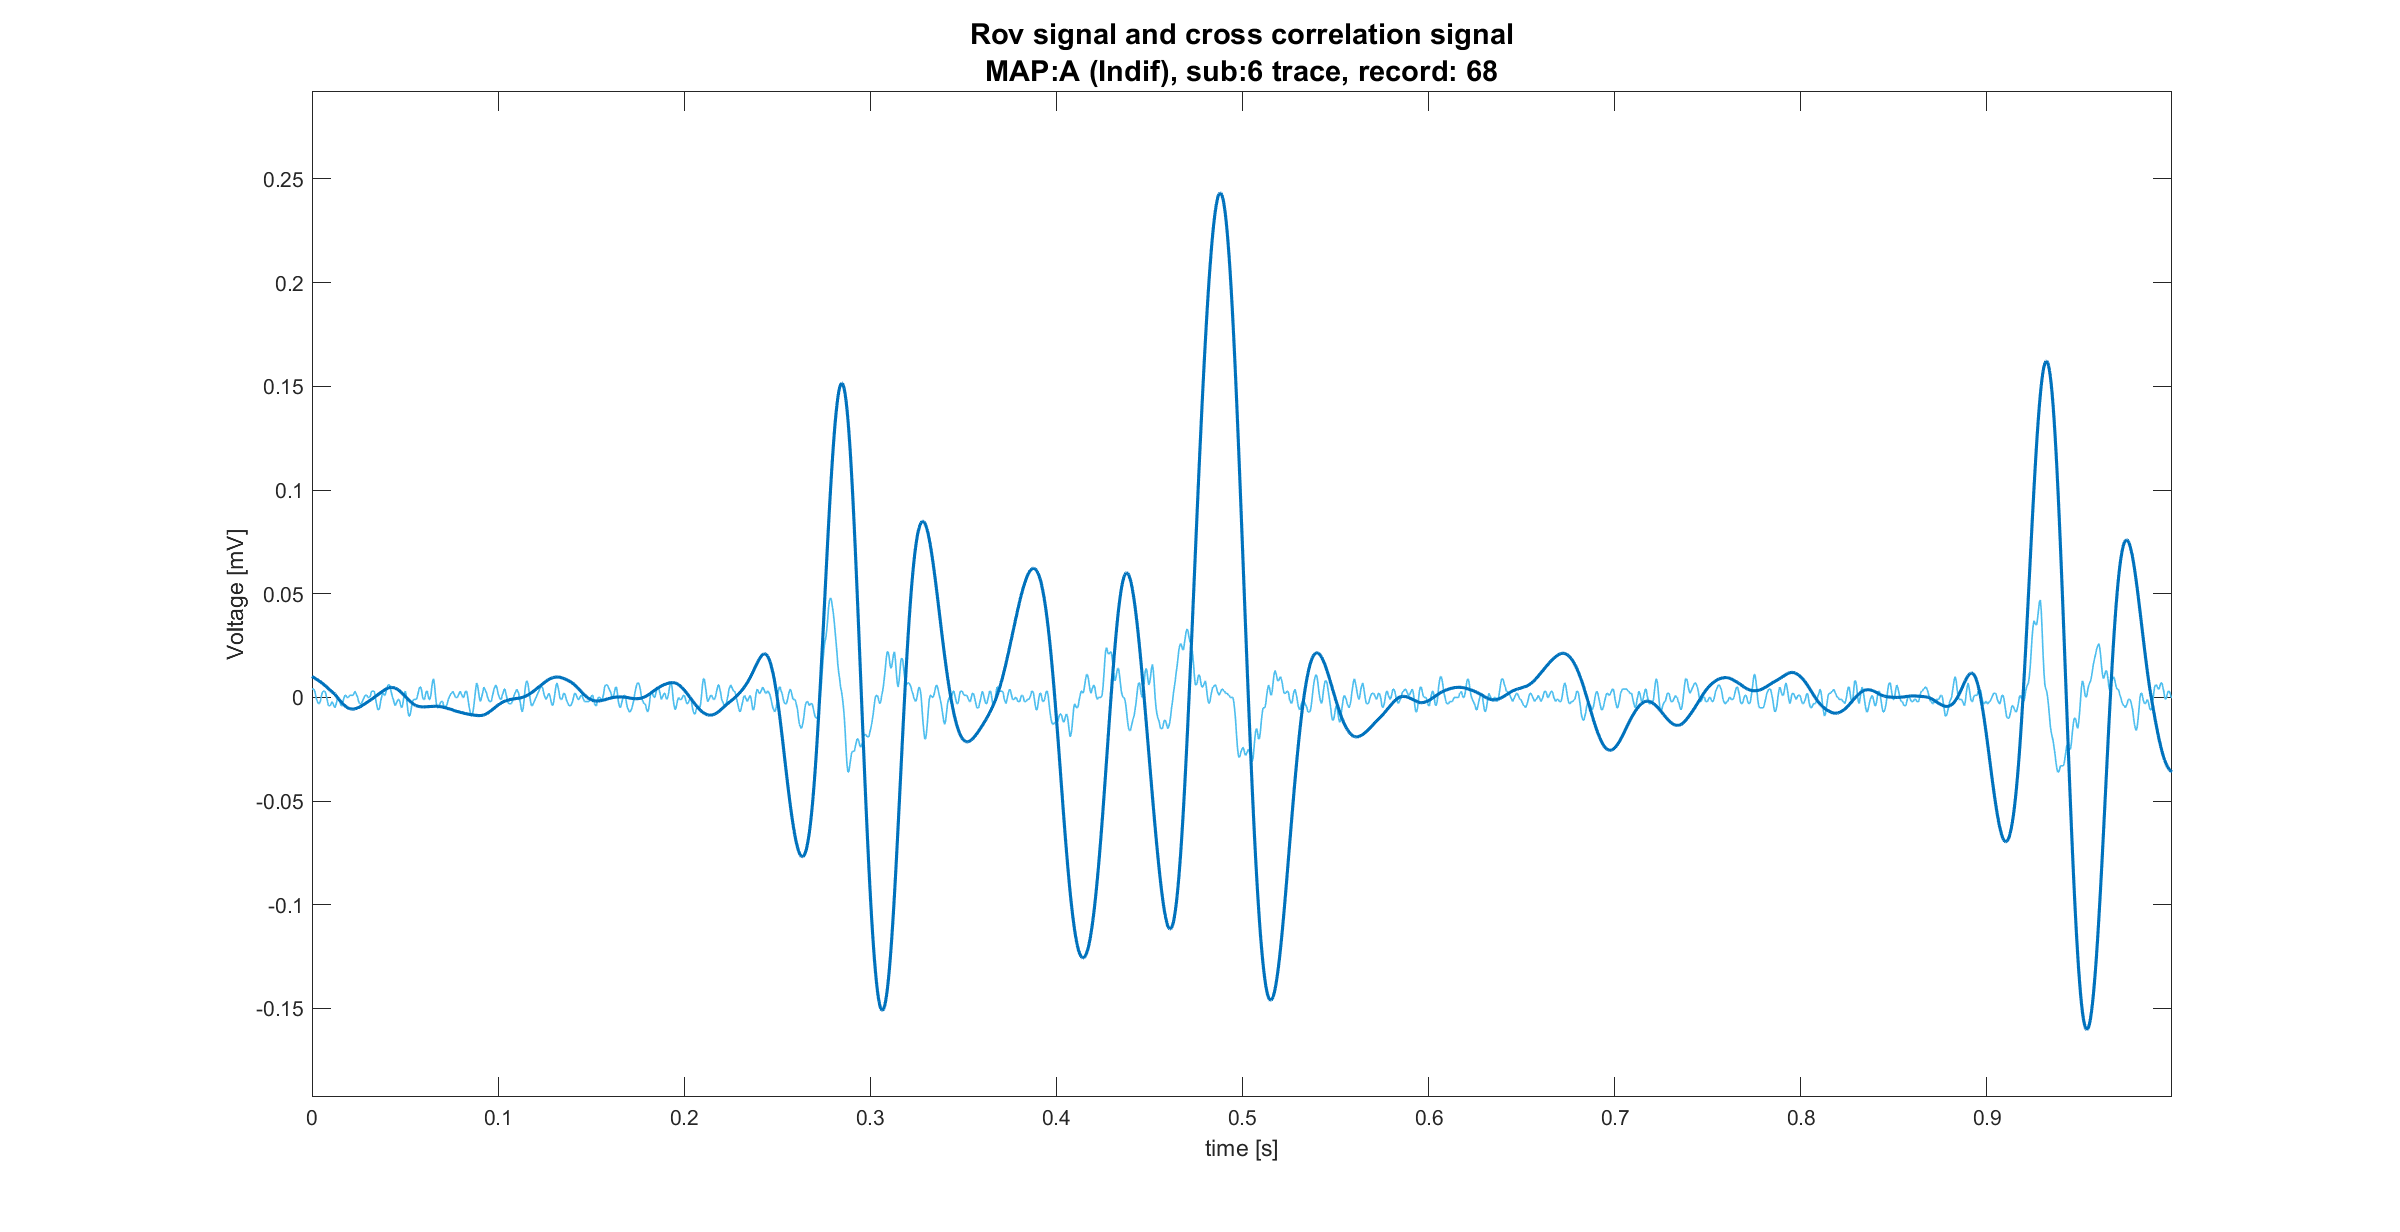 Rov signal and cross correlation signal
MAP:A (Indif), sub:6 trace, record: 68
0.25
0.2
0.15
0.1
0.05
0
-0.05
-0.1
-0.15
Voltage [mV]
0 0.1 0.2 0.3 0.4 0.5 0.6 0.7 0.8 0.9
time [s]